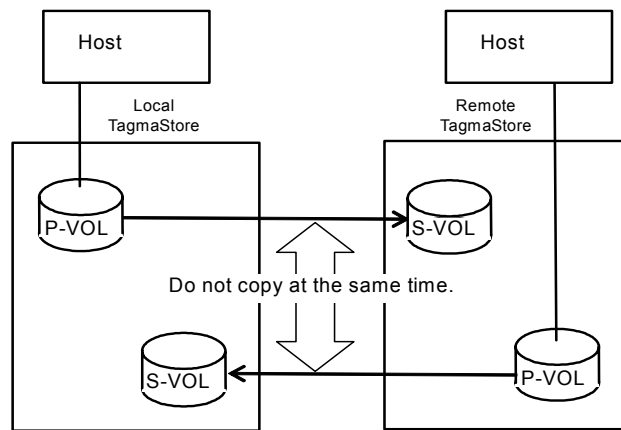 Host
Host
Local
TagmaStore
Remote
TagmaStore
P-VOL
S-VOL
Do not copy at the same time.
S-VOL
P-VOL